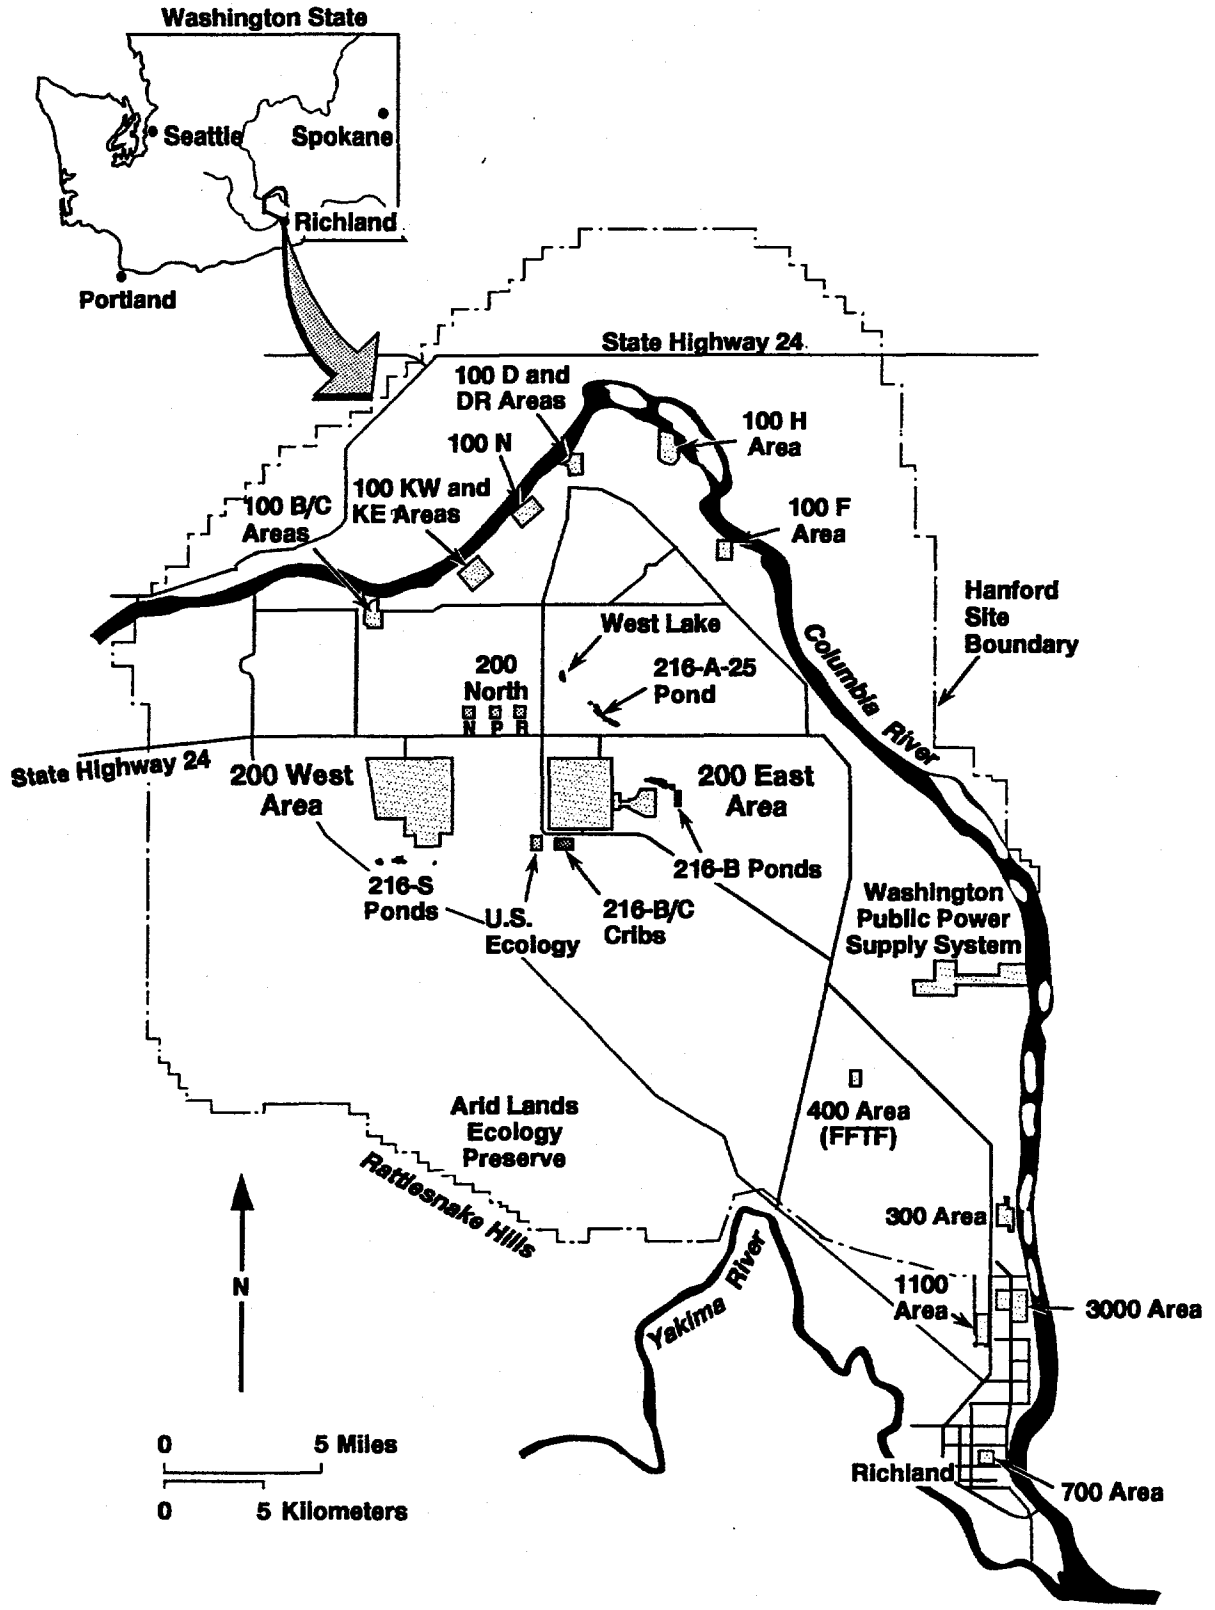 Washington State
Seattle
Spokane
Richland
Portland
State Highway 24
100 D and
DR Areas
100 H
Area
100 N
100 KW and
KE Areas
100 B/C
Areas
100 F
Area
Hanford
Site
Boundary
West Lake
Columbia River
200
North
N P R
216-A-25
Pond
State Highway 24
200 West
Area
200 East
Area
216-B Ponds
216-S
Ponds
U.S.
Ecology
216-B/C
Cribs
Washington
Public Power
Supply System
400 Area
(FFTF)
Arid Lands
Ecology
Preserve
Rattlesnake Hills
300 Area
N
Yakima River
1100
Area
3000 Area
0 5 Miles
0 5 Kilometers
Richland
700 Area